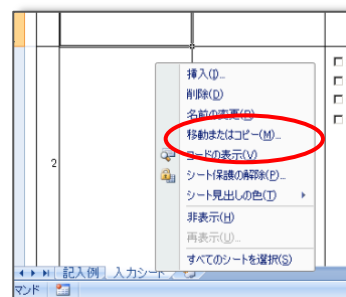 挿入(I)...
削除(D)
名前の変更(R)
移動またはコピー(M)...
コードの表示(V)
シート保護の解除(P)...
シート見出しの色(T)
非表示(H)
再表示(U)...
すべてのシートを選択(S)
2
記入例 入力シート
マンド